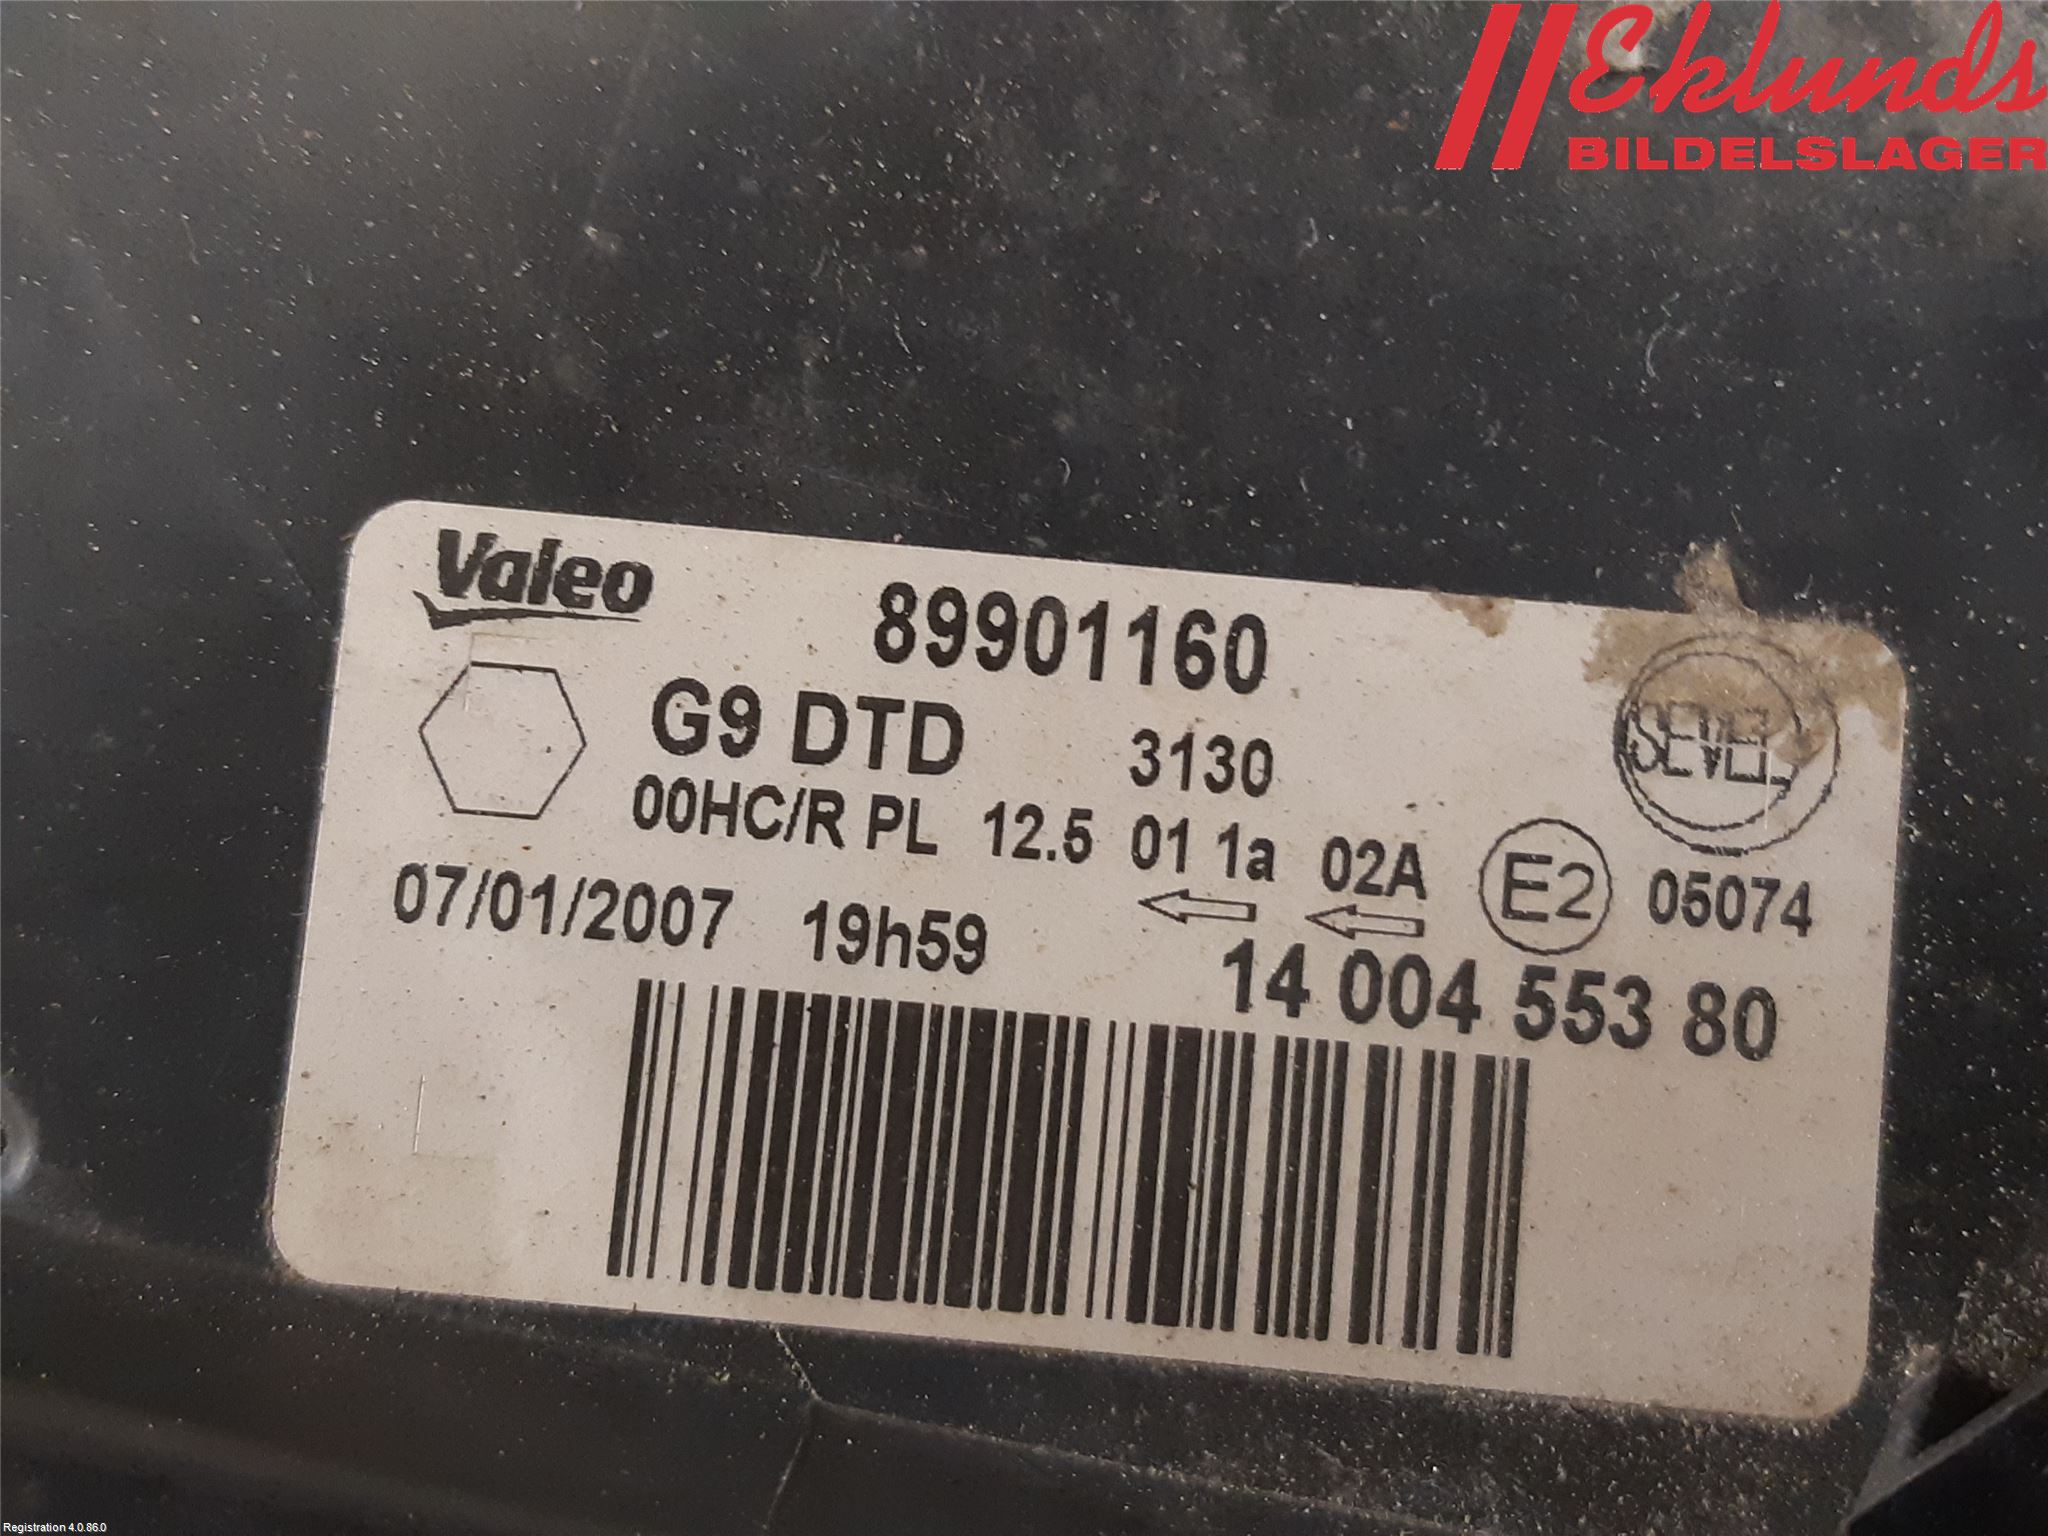 Eklunds
BILDELSLAGER
Valeo
89901160
G9 DTD 3130
SEVEL
00HC/R PL 12.5 01 1a 02A E2 05074
07/01/2007 19h59
14 004 553 80
Registration 4.0.86.0